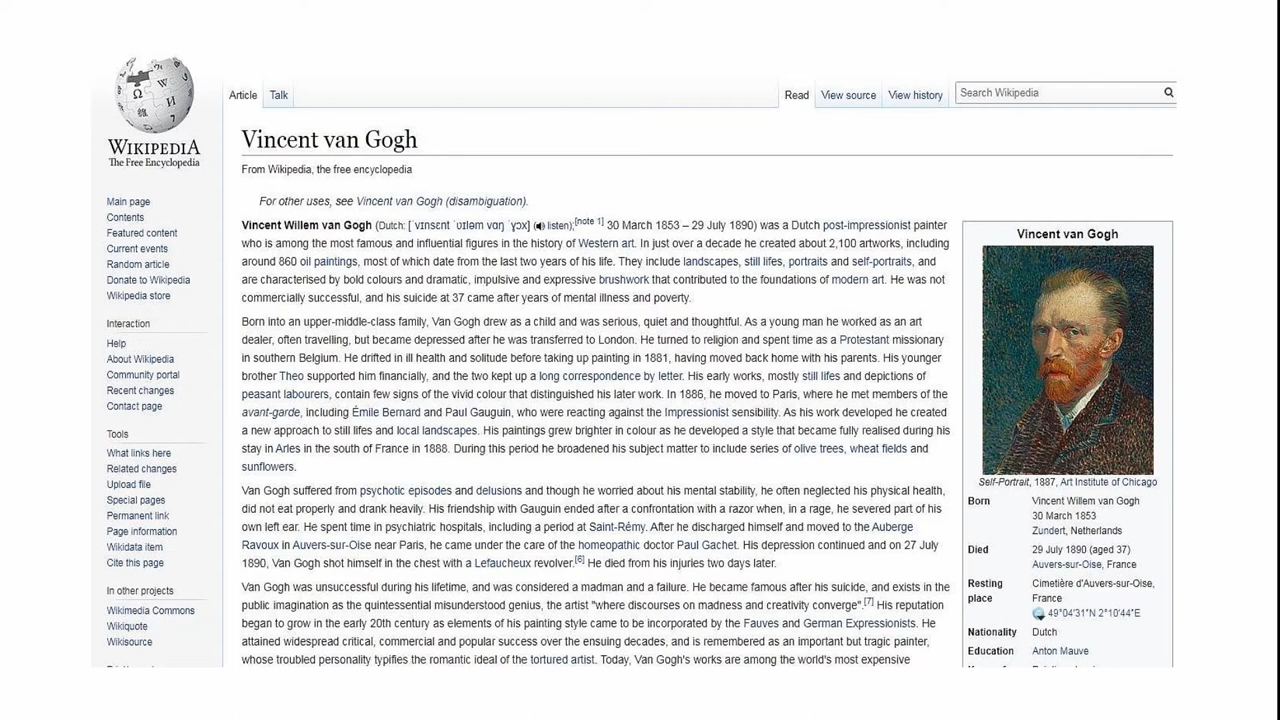 WIKIPEDIA
The Free Encyclopedia
Main page
Contents
Featured content
Current events
Random article
Donate to Wikipedia
Wikipedia store
Interaction
Help
About Wikipedia
Community portal
Recent changes
Contact page
Tools
What links here
Related changes
Upload file
Special pages
Permanent link
Page information
Wikidata item
Cite this page
In other projects
Wikimedia Commons
Wikiquote
Wikisource
Article Talk Read View source View history Search Wikipedia
Vincent van Gogh
From Wikipedia, the free encyclopedia
For other uses, see Vincent van Gogh (disambiguation).
Vincent Willem van Gogh (Dutch: [ˈvɪnsɛnt ˈʋɪləm vɑŋ ˈɣɔx] (listen);[note 1] 30 March 1853 – 29 July 1890) was a Dutch post-impressionist painter
who is among the most famous and influential figures in the history of Western art. In just over a decade he created about 2,100 artworks, including
around 860 oil paintings, most of which date from the last two years of his life. They include landscapes, still lifes, portraits and self-portraits, and
are characterised by bold colours and dramatic, impulsive and expressive brushwork that contributed to the foundations of modern art. He was not
commercially successful, and his suicide at 37 came after years of mental illness and poverty.
Born into an upper-middle-class family, Van Gogh drew as a child and was serious, quiet and thoughtful. As a young man he worked as an art
dealer, often travelling, but became depressed after he was transferred to London. He turned to religion and spent time as a Protestant missionary
in southern Belgium. He drifted in ill health and solitude before taking up painting in 1881, having moved back home with his parents. His younger
brother Theo supported him financially, and the two kept up a long correspondence by letter. His early works, mostly still lifes and depictions of
peasant labourers, contain few signs of the vivid colour that distinguished his later work. In 1886, he moved to Paris, where he met members of the
avant-garde, including Émile Bernard and Paul Gauguin, who were reacting against the Impressionist sensibility. As his work developed he created
a new approach to still lifes and local landscapes. His paintings grew brighter in colour as he developed a style that became fully realised during his
stay in Arles in the south of France in 1888. During this period he broadened his subject matter to include series of olive trees, wheat fields and
sunflowers.
Van Gogh suffered from psychotic episodes and delusions and though he worried about his mental stability, he often neglected his physical health,
did not eat properly and drank heavily. His friendship with Gauguin ended after a confrontation with a razor when, in a rage, he severed part of his
own left ear. He spent time in psychiatric hospitals, including a period at Saint-Rémy. After he discharged himself and moved to the Auberge
Ravoux in Auvers-sur-Oise near Paris, he came under the care of the homeopathic doctor Paul Gachet. His depression continued and on 27 July
1890, Van Gogh shot himself in the chest with a Lefaucheux revolver.[6] He died from his injuries two days later.
Van Gogh was unsuccessful during his lifetime, and was considered a madman and a failure. He became famous after his suicide, and exists in the
public imagination as the quintessential misunderstood genius, the artist "where discourses on madness and creativity converge".[7] His reputation
began to grow in the early 20th century as elements of his painting style came to be incorporated by the Fauves and German Expressionists. He
attained widespread critical, commercial and popular success over the ensuing decades, and is remembered as an important but tragic painter,
whose troubled personality typifies the romantic ideal of the tortured artist. Today, Van Gogh's works are among the world's most expensive
Vincent van Gogh
Self-Portrait, 1887, Art Institute of Chicago
Born Vincent Willem van Gogh
30 March 1853
Zundert, Netherlands
Died 29 July 1890 (aged 37)
Auvers-sur-Oise, France
Resting Cimetière d'Auvers-sur-Oise,
place France
49°04′31″N 2°10′44″E
Nationality Dutch
Education Anton Mauve